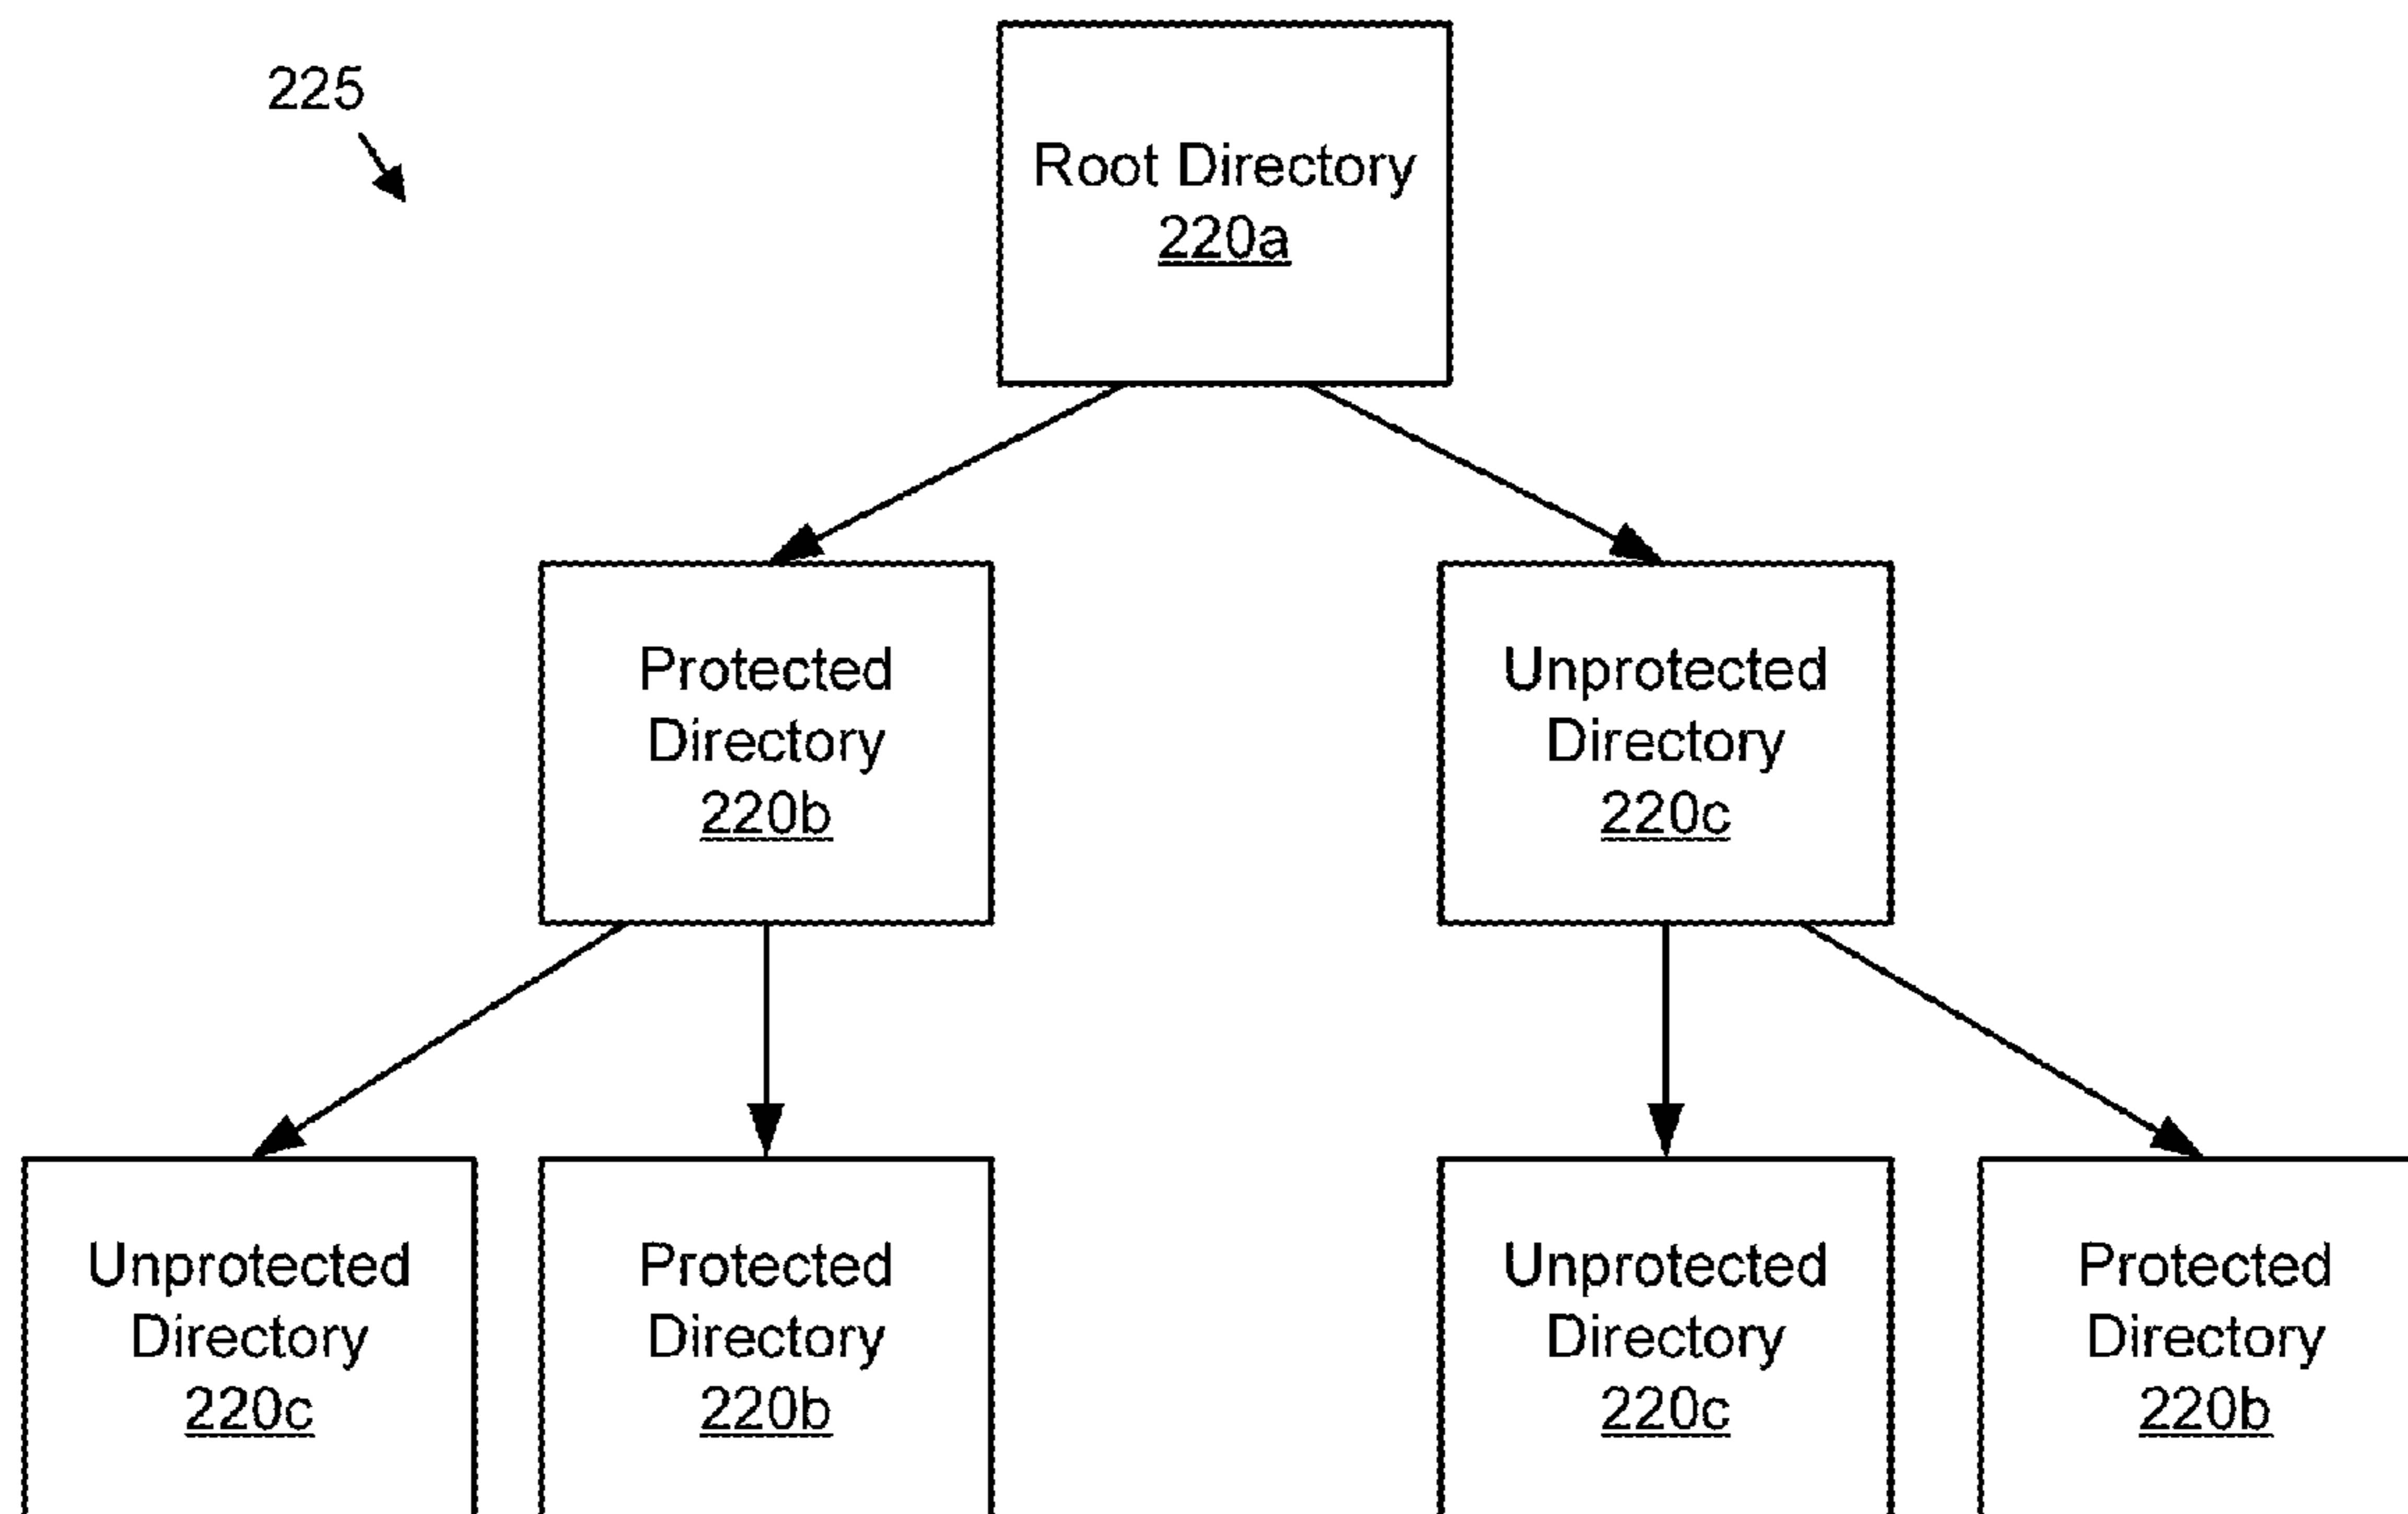 225
Root Directory
220a
Protected
Directory
220b
Unprotected
Directory
220c
Unprotected
Directory
220c
Protected
Directory
220b
Unprotected
Directory
220c
Protected
Directory
220b